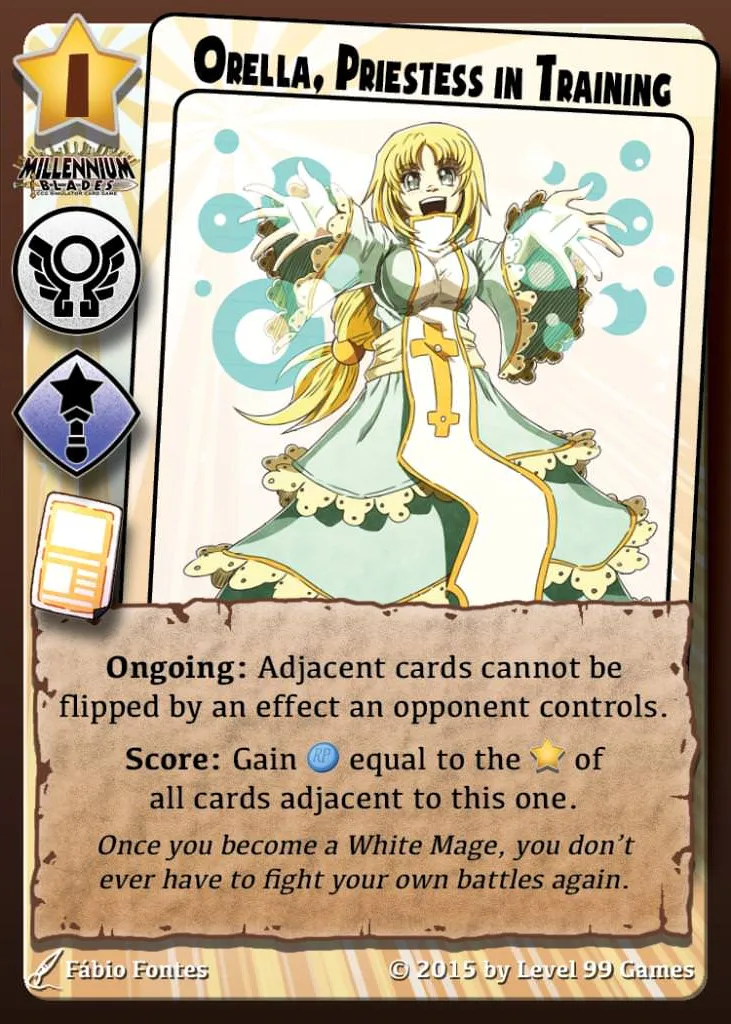 Orella, Priestess in Training
1
MILLENNIUM
BLADES
CCG SIMULATOR CARD GAME
Ongoing: Adjacent cards cannot be
flipped by an effect an opponent controls.
Score: Gain RP equal to the ⭐ of
all cards adjacent to this one.
Once you become a White Mage, you don't
ever have to fight your own battles again.
Fábio Fontes
© 2015 by Level 99 Games